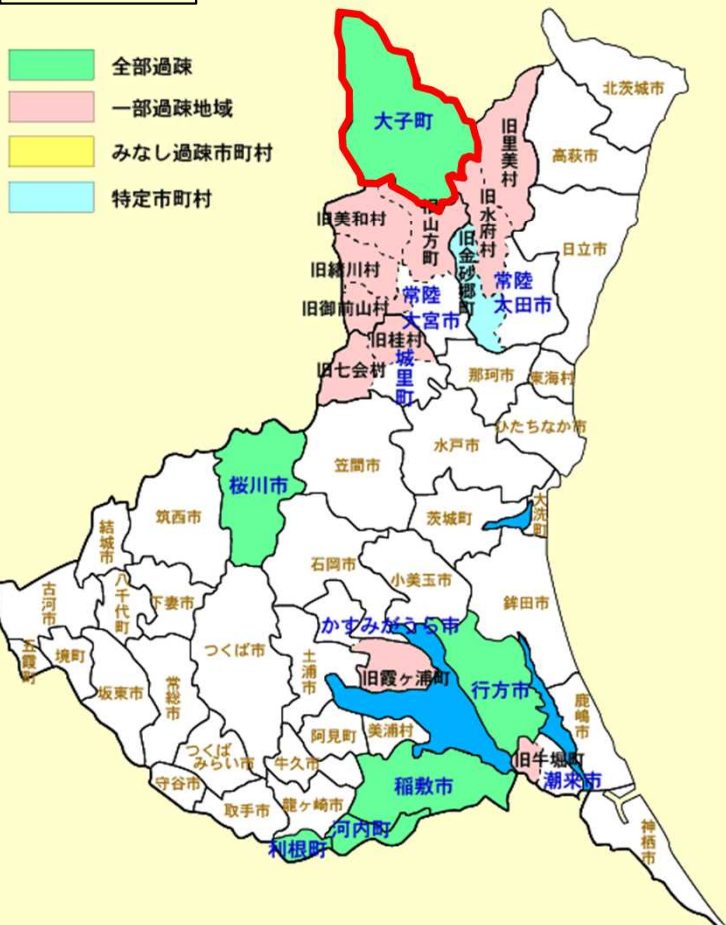 全部過疎
一部過疎地域
みなし過疎市町村
特定市町村
北茨城市
大子町
旧里美村
高萩市
旧美和村
旧山方町
旧水府村
旧金砂郷町
日立市
旧緒川村
常陸
太田市
常陸
大宮市
旧御前山村
旧桂村
旧七会村
城里町
那珂市
東海村
ひたちなか市
水戸市
笠間市
桜川市
筑西市
茨城町
大洗町
結城市
石岡市
小美玉市
鉾田市
古河市
八千代町
下妻市
かすみがうら市
つくば市
五霞町
境町
土浦市
旧霞ヶ浦町
行方市
坂東市
常総市
鹿嶋市
阿見町
美浦村
つくば
みらい市
牛久市
旧牛堀町
潮来市
守谷市
稲敷市
取手市
龍ヶ崎市
河内町
利根町
神栖市